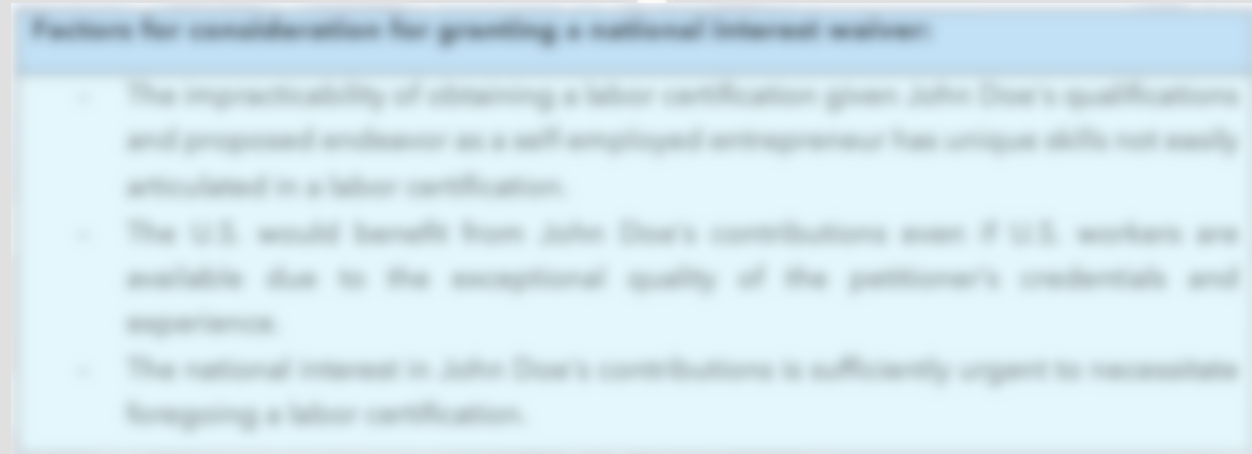 Factors for consideration for granting a national interest waiver:
- The impracticability of obtaining a labor certification given John Doe's qualifications
and proposed endeavor as a self-employed entrepreneur has unique skills not easily
articulated in a labor certification.
- The U.S. would benefit from John Doe's contributions even if U.S. workers are
available due to the exceptional quality of the petitioner's credentials and
experience.
- The national interest in John Doe's contributions is sufficiently urgent to necessitate
foregoing a labor certification.